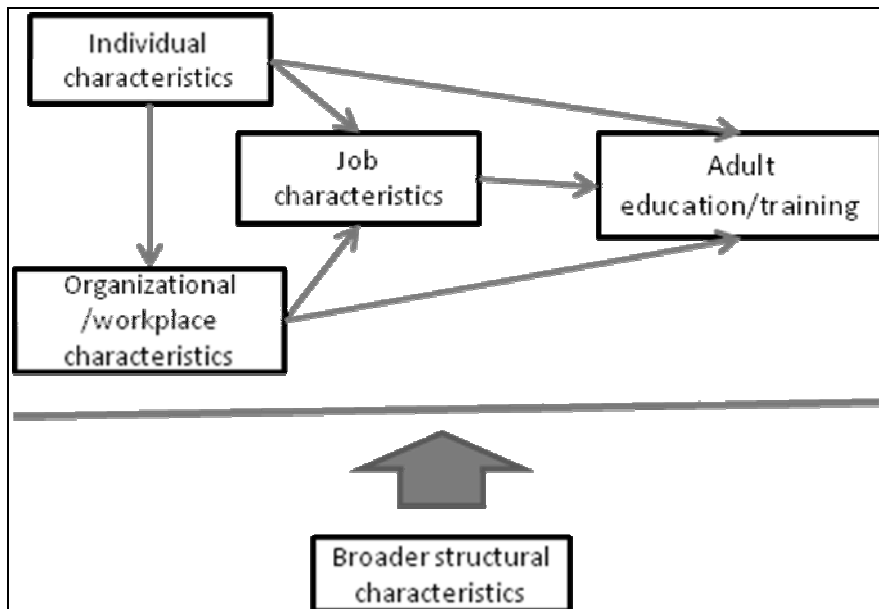 Individual
characteristics
Job
characteristics
Adult
education/training
Organizational
/workplace
characteristics
Broader structural
characteristics